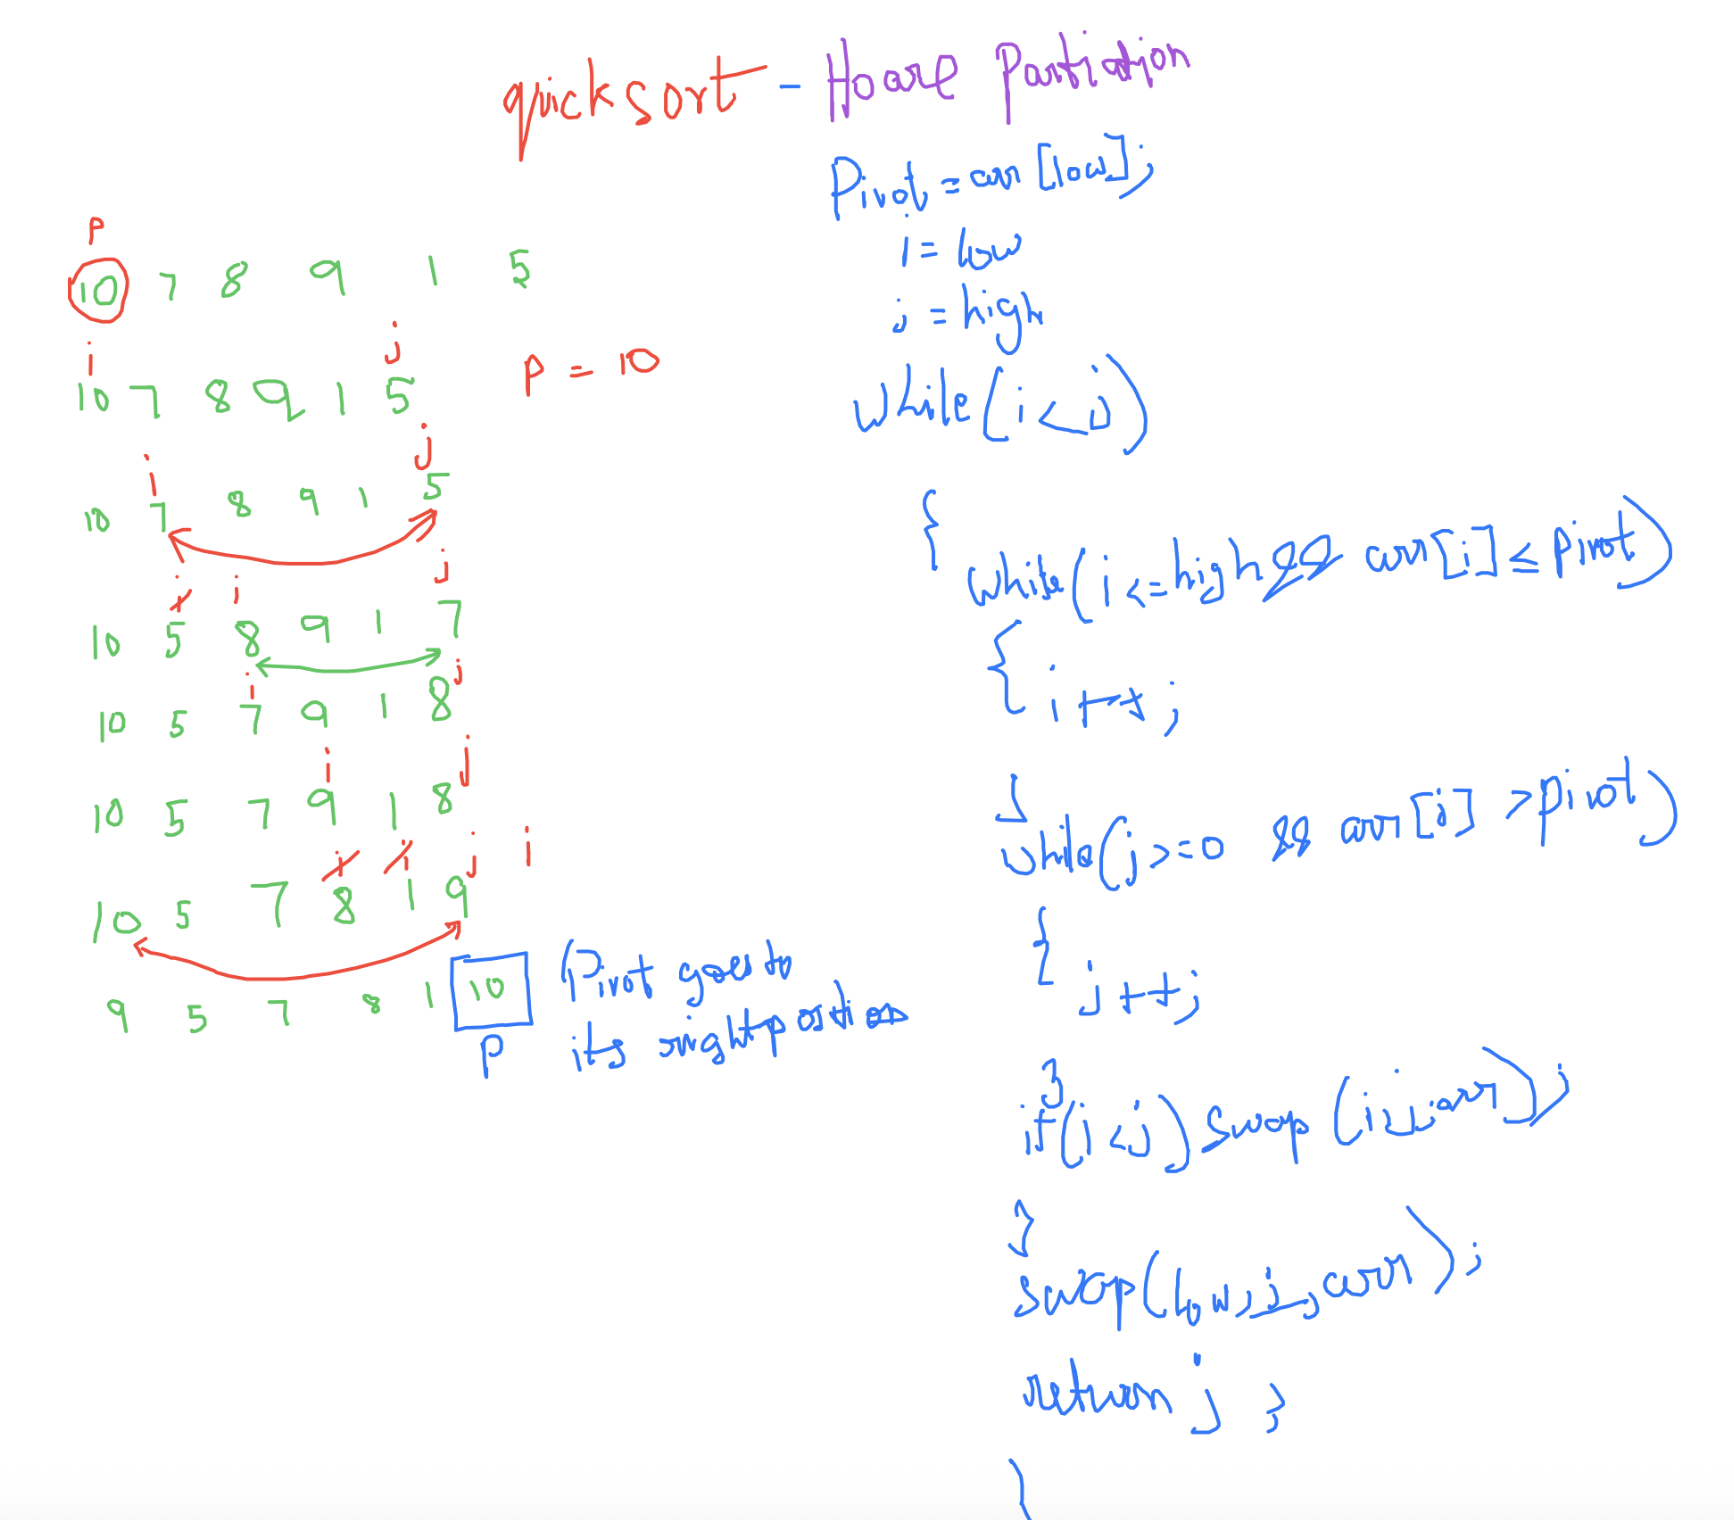 quick sort - Hoare Partiation
P
10 7 8 9 1 5
i j
10 7 8 9 1 5
P = 10
i j
10 7 8 9 1 5
i i j
10 5 8 9 1 7
i j
10 5 7 9 1 8
i j
10 5 7 9 1 8
i i j i
10 5 7 8 1 9
9 5 7 8 1 10
P
Pivot goes to
its right position
Pivot = arr [low];
i = low
j = high
while (i < j)
{
while (i <= high && arr[i] ≤ pivot)
{
i++;
}
while (j >= 0 && arr[j] > pivot)
{
j++;
}
if (i < j) swap (i, j, arr);
}
swap (low, j, arr);
return j ;
}